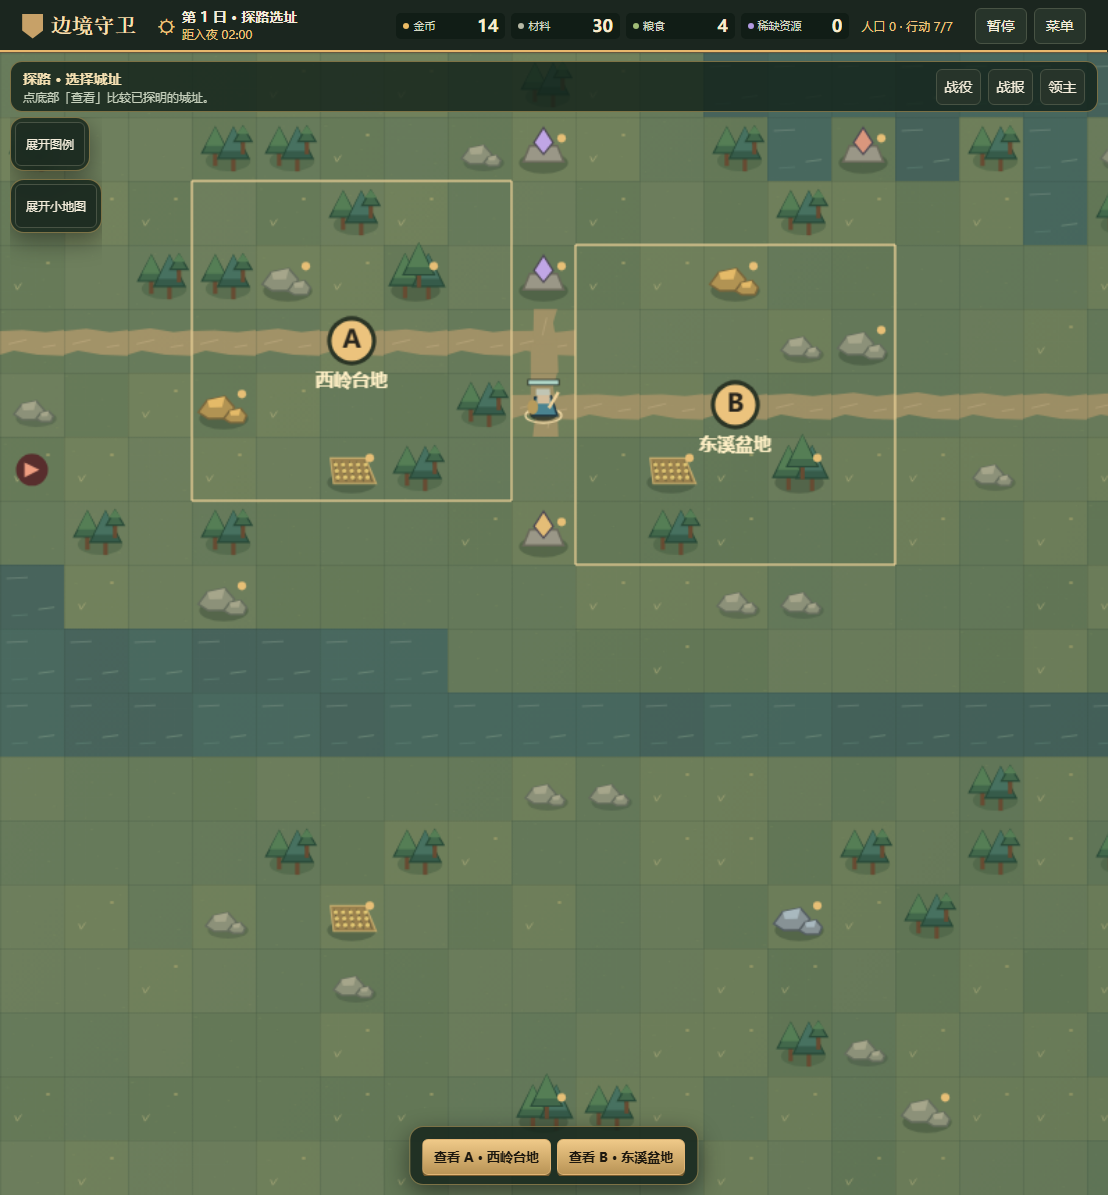 边境守卫
第 1 日 • 探路选址
距入夜 02:00
金币 14
材料 30
粮食 4
稀缺资源 0
人口 0 · 行动 7/7
暂停
菜单
探路 • 选择城址
点底部「查看」比较已探明的城址。
战役
战报
领主
展开图例
展开小地图
A
西岭台地
B
东溪盆地
查看 A • 西岭台地
查看 B • 东溪盆地